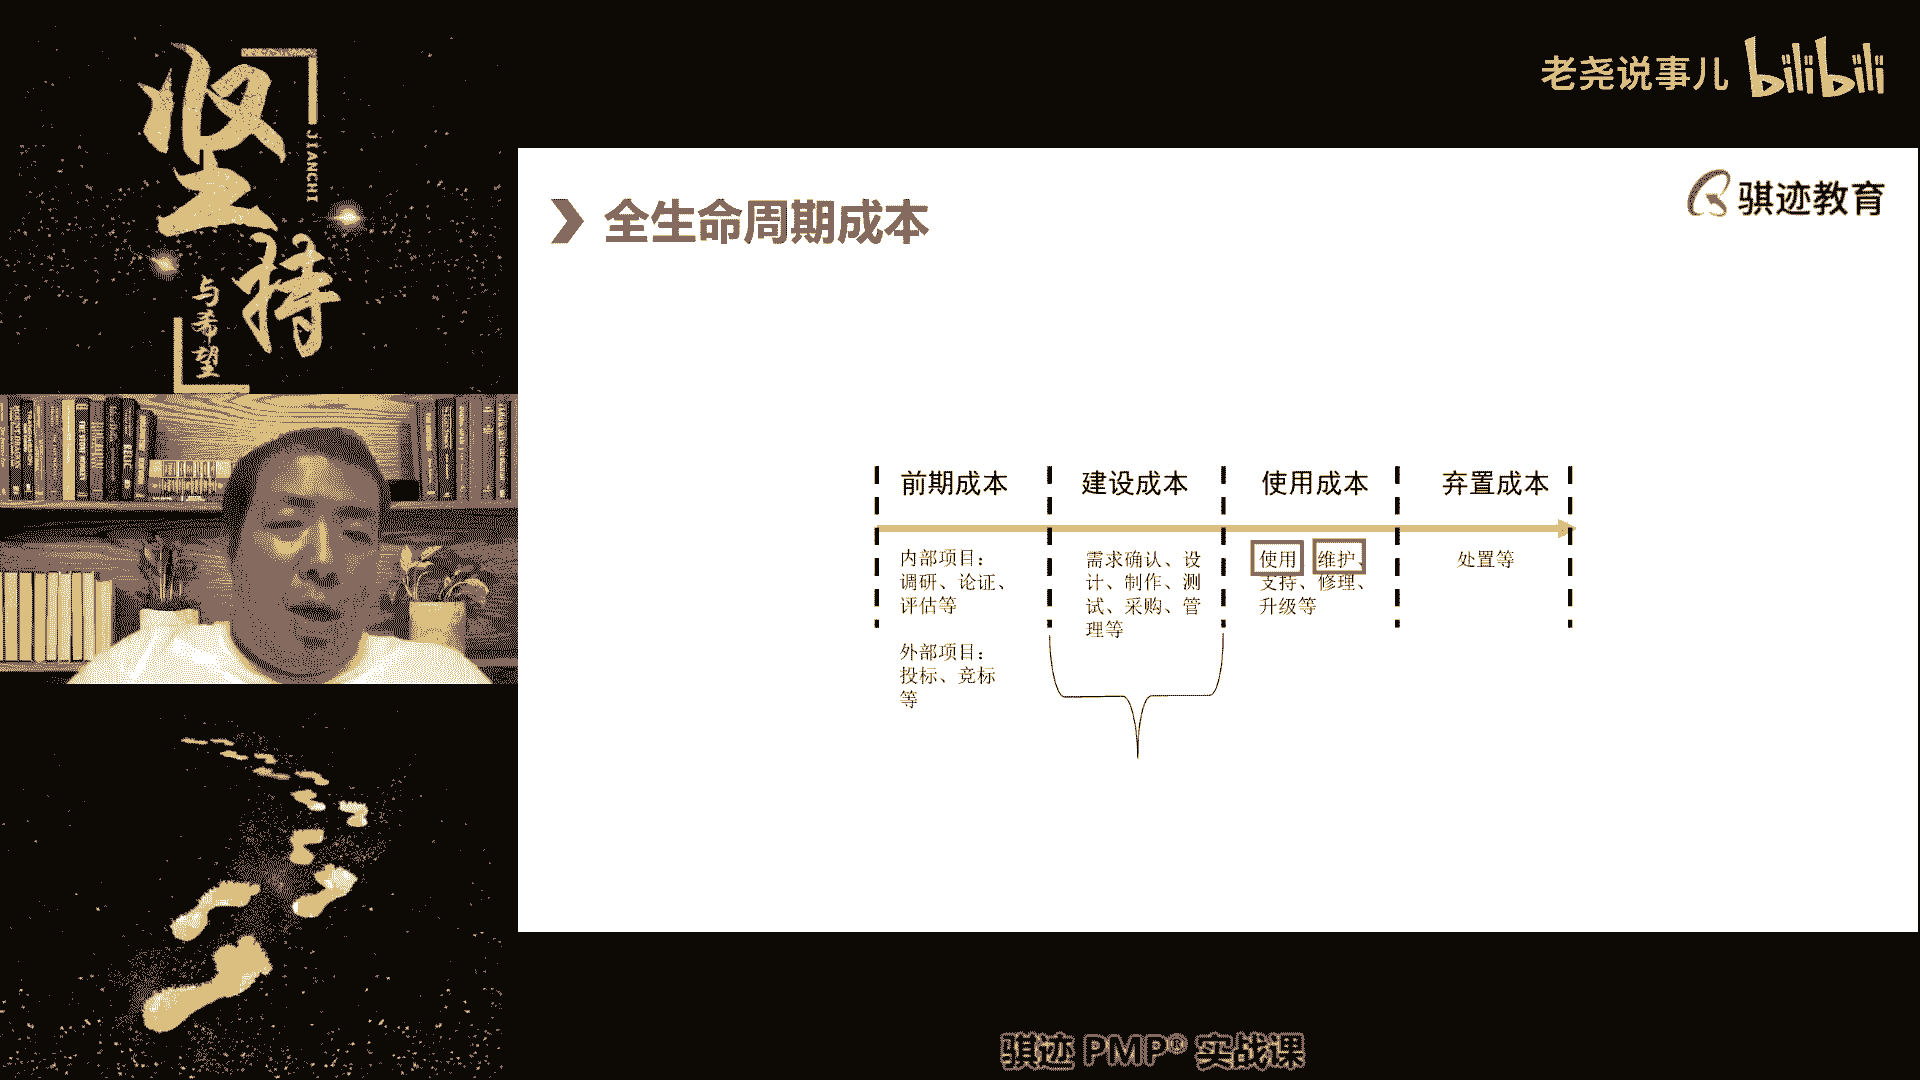 坚持
JIANCHI
与希望
老尧说事儿 bilibili
骐迹教育
全生命周期成本
前期成本
建设成本
使用成本
弃置成本
内部项目：
调研、论证、
评估等
外部项目：
投标、竞标
等
需求确认、设
计、制作、测
试、采购、管
理等
使用、维护、
支持、修理、
升级等
处置等
骐迹 PMP® 实战课